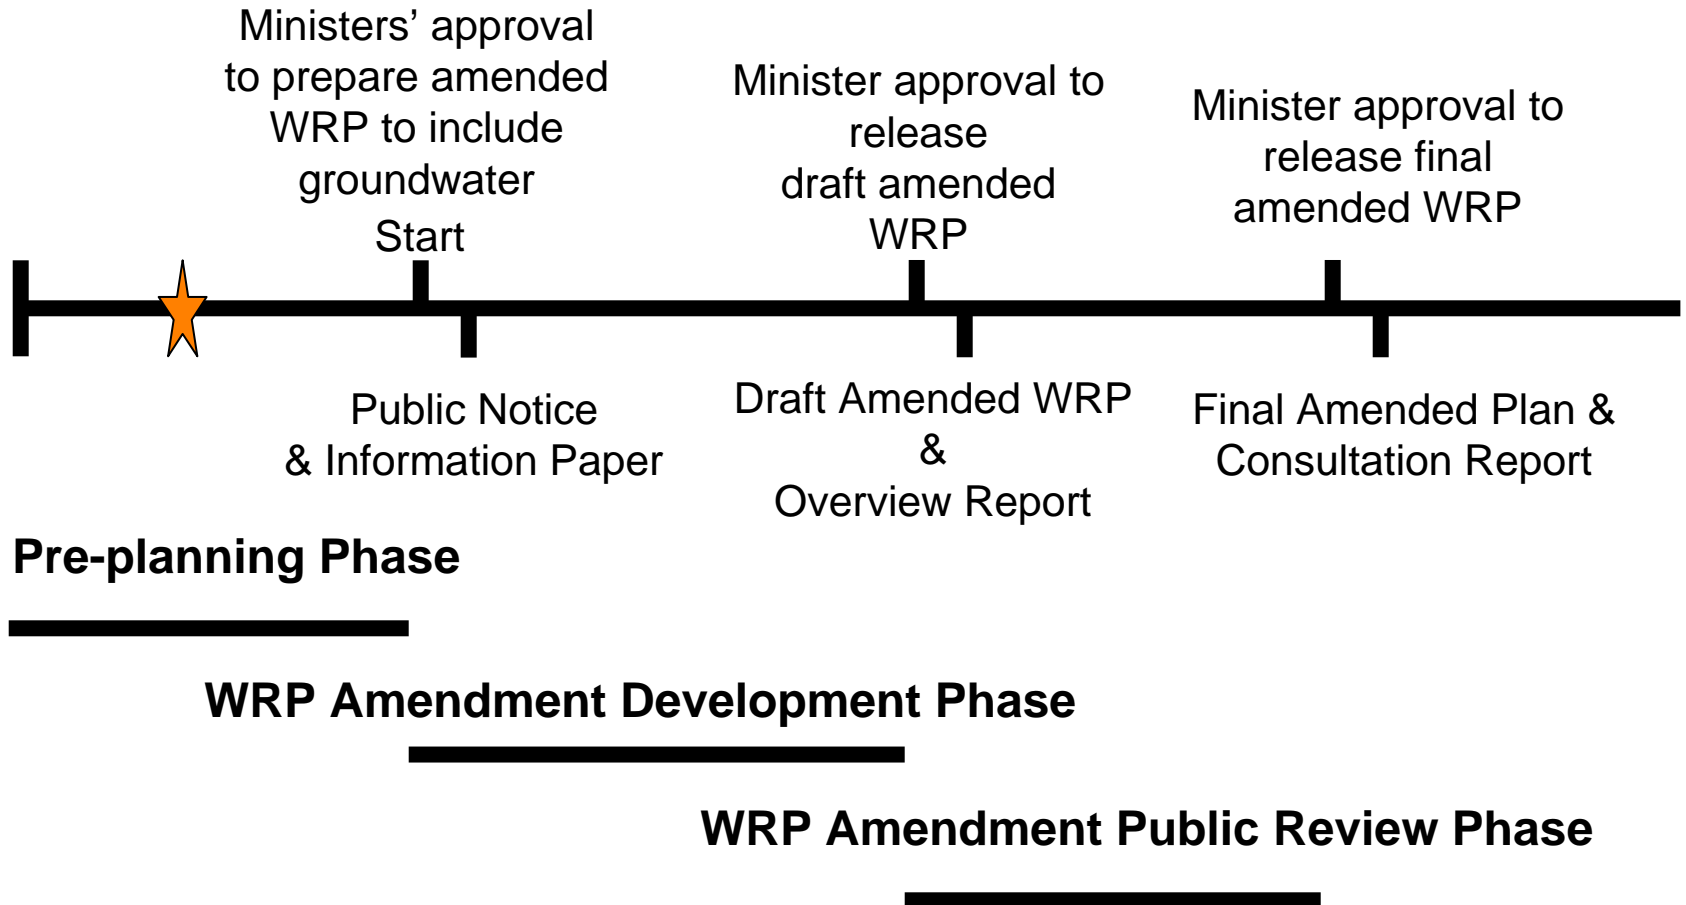 Ministers’ approval
to prepare amended
WRP to include
groundwater
Start
Minister approval to
release
draft amended
WRP
Minister approval to
release final
amended WRP
Public Notice
& Information Paper
Draft Amended WRP
&
Overview Report
Final Amended Plan &
Consultation Report
Pre-planning Phase
WRP Amendment Development Phase
WRP Amendment Public Review Phase